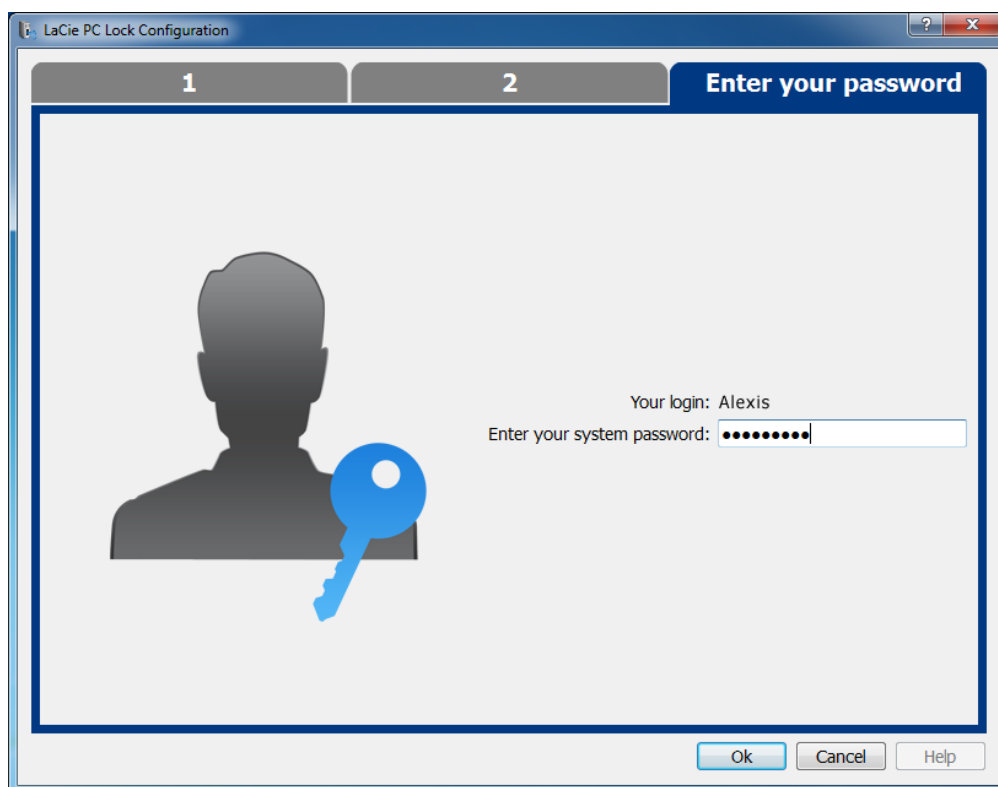 LaCie PC Lock Configuration
?
x
1
2
Enter your password
Your login: Alexis
Enter your system password: •••••••••
Ok
Cancel
Help